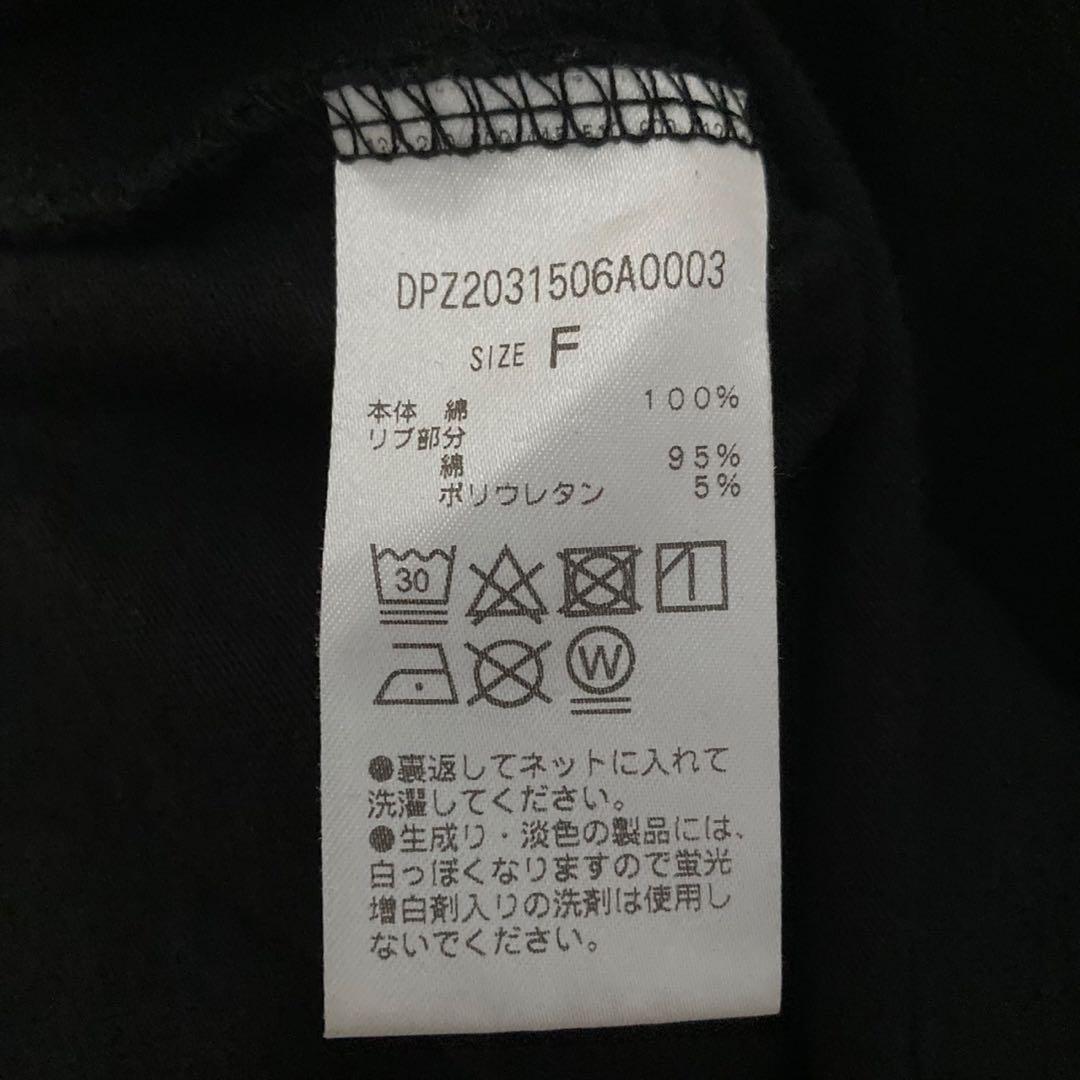 DPZ2031506A0003
SIZE F
本体 綿 100%
リブ部分
綿 95%
ポリウレタン 5%
30
W
●裏返してネットに入れて
洗濯してください。
●生成り・淡色の製品には、
白っぽくなりますので蛍光
増白剤入りの洗剤は使用し
ないでください。